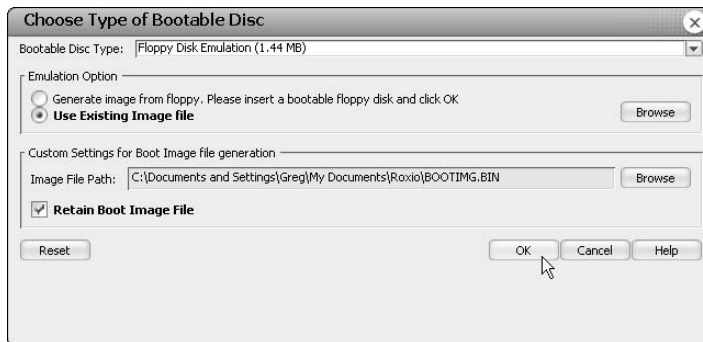 Choose Type of Bootable Disc
Bootable Disc Type: Floppy Disk Emulation (1.44 MB)
Emulation Option
Generate image from floppy. Please insert a bootable floppy disk and click OK
Use Existing Image file
Browse
Custom Settings for Boot Image file generation
Image File Path: C:\Documents and Settings\Greg\My Documents\Roxio\BOOTIMG.BIN Browse
Retain Boot Image File
Reset OK Cancel Help